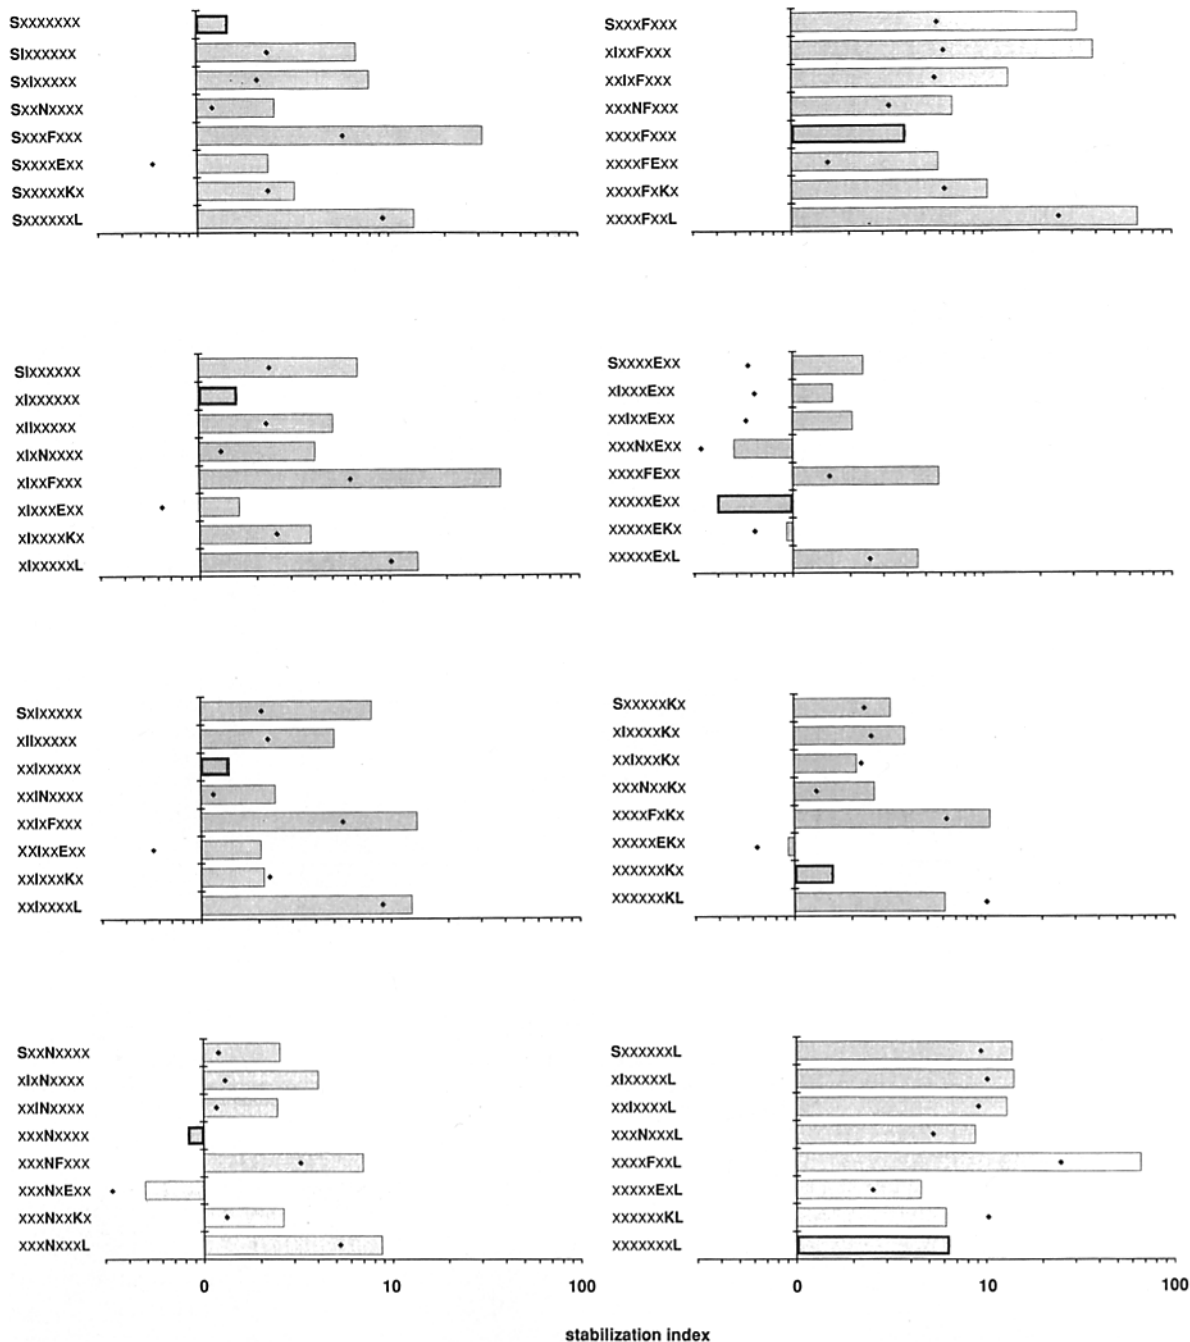 SXXXXXXX
SIXXXXXX
SXIXXXXX
SXXNXXXX
SXXXFXXX
SXXXXEXX
SXXXXXKX
SXXXXXXL
SXXXFXXX
XIXXFXXX
XXIXFXXX
XXXNFXXX
XXXXFXXX
XXXXFEXX
XXXXFXKX
XXXXFXXL
SIXXXXXX
XIXXXXXX
XIIXXXXX
XIXNXXXX
XIXXFXXX
XIXXXEXX
XIXXXXKX
XIXXXXXL
SXXXXEXX
XIXXXEXX
XXIXXEXX
XXXNXEXX
XXXXFEXX
XXXXXEXX
XXXXXEKX
XXXXXEXL
SXIXXXXX
XIIXXXXX
XXIXXXXX
XXINXXXX
XXIXFXXX
XXIXXEXX
XXIXXXKX
XXIXXXXL
SXXXXXKX
XIXXXXKX
XXIXXXKX
XXXNXXKX
XXXXFXKX
XXXXXEKX
XXXXXXKX
XXXXXXKL
SXXNXXXX
XIXNXXXX
XXINXXXX
XXXNXXXX
XXXNFXXX
XXXNXEXX
XXXNXXKX
XXXNXXXL
0 10 100
SXXXXXXL
XIXXXXXL
XXIXXXXL
XXXNXXXL
XXXXFXXL
XXXXXEXL
XXXXXXKL
XXXXXXXL
0 10 100
stabilization index